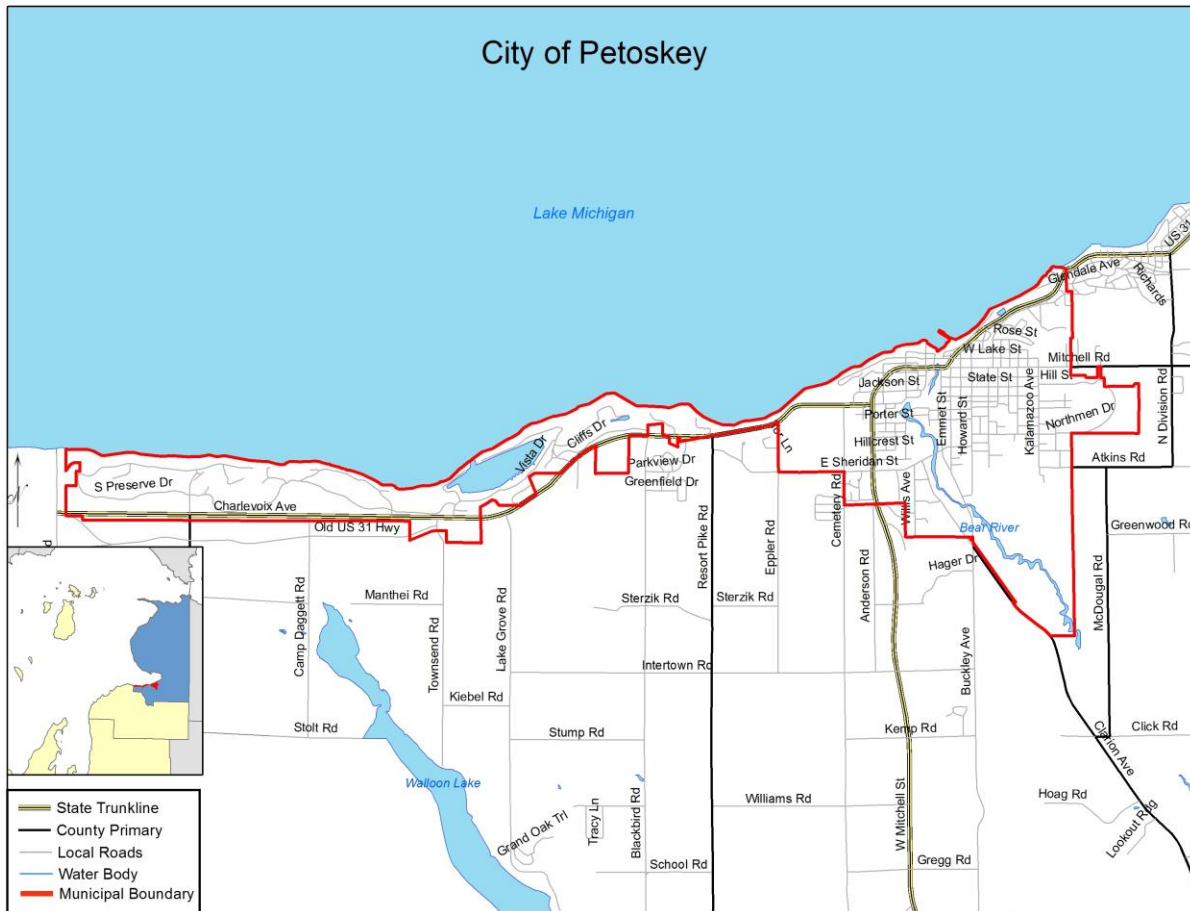 City of Petoskey
Lake Michigan
US 31
Glendale Ave
Richards
Rose St
W Lake St
Mitchell Rd
Jackson St
State St
Hill St
Kalamazoo Ave
N Division Rd
Porter St
Emmet St
Howard St
Northmen Dr
Cliffs Dr
Vista Dr
Hillcrest St
Parkview Dr
E Sheridan St
Atkins Rd
S Preserve Dr
Greenfield Dr
Charlevoix Ave
Old US 31 Hwy
Resort Pike Rd
Eppler Rd
Cemetery Rd
Willis Ave
Bear River
Greenwood Rd
Hager Dr
Anderson Rd
McDougal Rd
Camp Daggett Rd
Manthei Rd
Townsend Rd
Lake Grove Rd
Sterzik Rd
Sterzik Rd
Intertown Rd
Buckley Ave
Kiebel Rd
Stolt Rd
Stump Rd
Kemp Rd
Clarion Ave
Click Rd
Walloon Lake
Williams Rd
Hoag Rd
Lookout Rdg
Grand Oak Trl
Tracy Ln
Blackbird Rd
W Mitchell St
School Rd
Gregg Rd
State Trunkline
County Primary
Local Roads
Water Body
Municipal Boundary